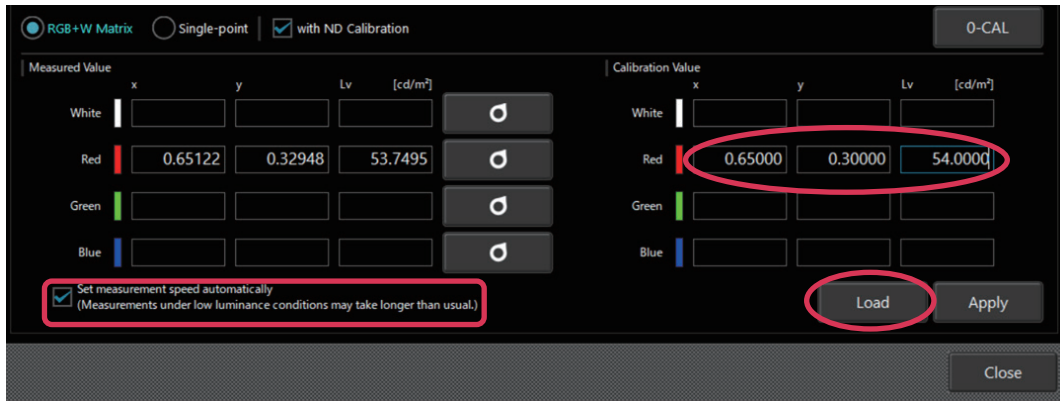 RGB+W Matrix Single-point with ND Calibration 0-CAL
Measured Value Calibration Value
x y Lv [cd/m²] x y Lv [cd/m²]
White White
Red 0.65122 0.32948 53.7495 Red 0.65000 0.30000 54.0000
Green Green
Blue Blue
Set measurement speed automatically
(Measurements under low luminance conditions may take longer than usual.)
Load Apply
Close